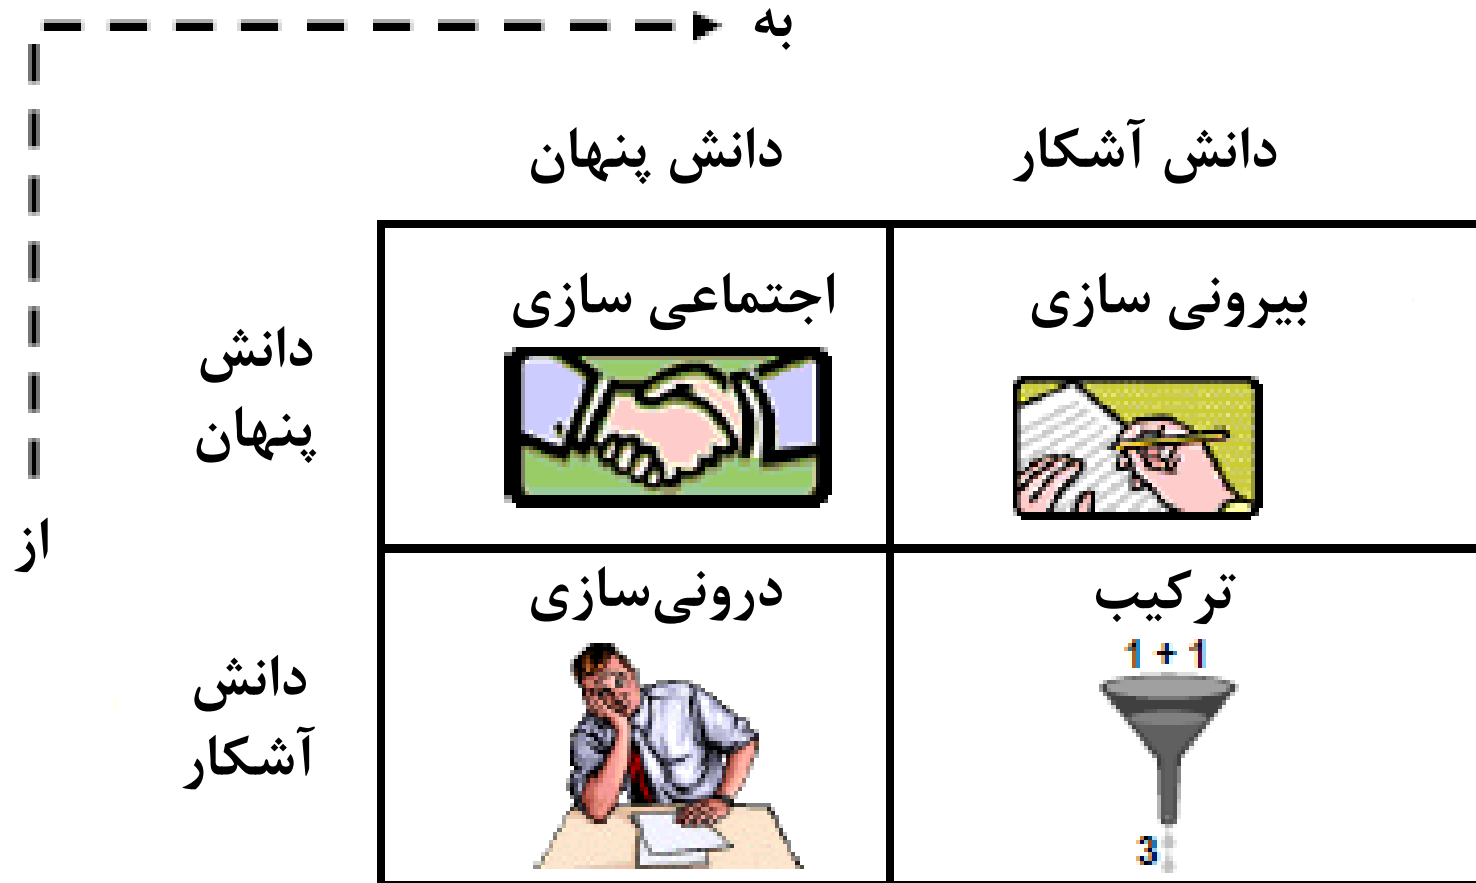 به
دانش پنهان
دانش آشکار
اجتماعی سازی
بیرونی سازی
دانش
پنهان
از
درونی‌سازی
ترکیب
1 + 1
دانش
آشکار
3